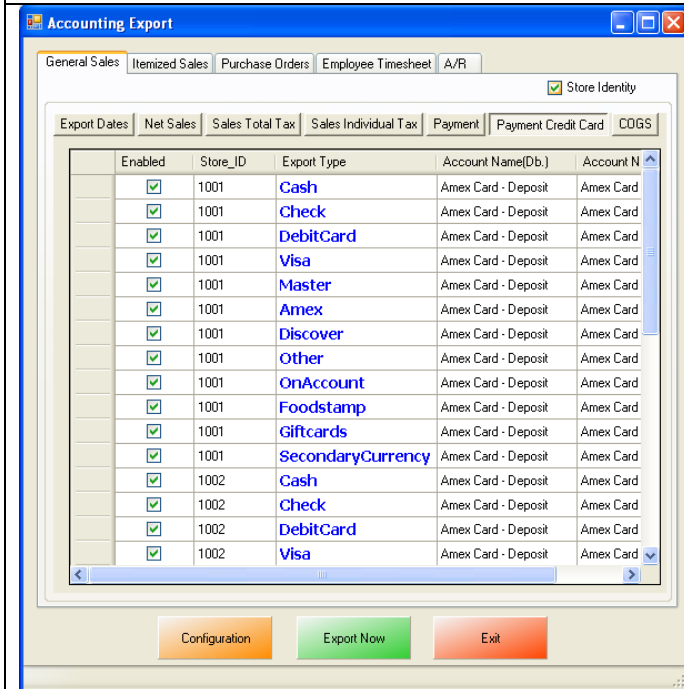 Accounting Export
General Sales Itemized Sales Purchase Orders Employee Timesheet A/R
Store Identity
Export Dates Net Sales Sales Total Tax Sales Individual Tax Payment Payment Credit Card COGS
Enabled Store_ID Export Type Account Name(Db.) Account N
1001 Cash Amex Card - Deposit Amex Card
1001 Check Amex Card - Deposit Amex Card
1001 DebitCard Amex Card - Deposit Amex Card
1001 Visa Amex Card - Deposit Amex Card
1001 Master Amex Card - Deposit Amex Card
1001 Amex Amex Card - Deposit Amex Card
1001 Discover Amex Card - Deposit Amex Card
1001 Other Amex Card - Deposit Amex Card
1001 OnAccount Amex Card - Deposit Amex Card
1001 Foodstamp Amex Card - Deposit Amex Card
1001 Giftcards Amex Card - Deposit Amex Card
1001 SecondaryCurrency Amex Card - Deposit Amex Card
1002 Cash Amex Card - Deposit Amex Card
1002 Check Amex Card - Deposit Amex Card
1002 DebitCard Amex Card - Deposit Amex Card
1002 Visa Amex Card - Deposit Amex Card
Configuration Export Now Exit